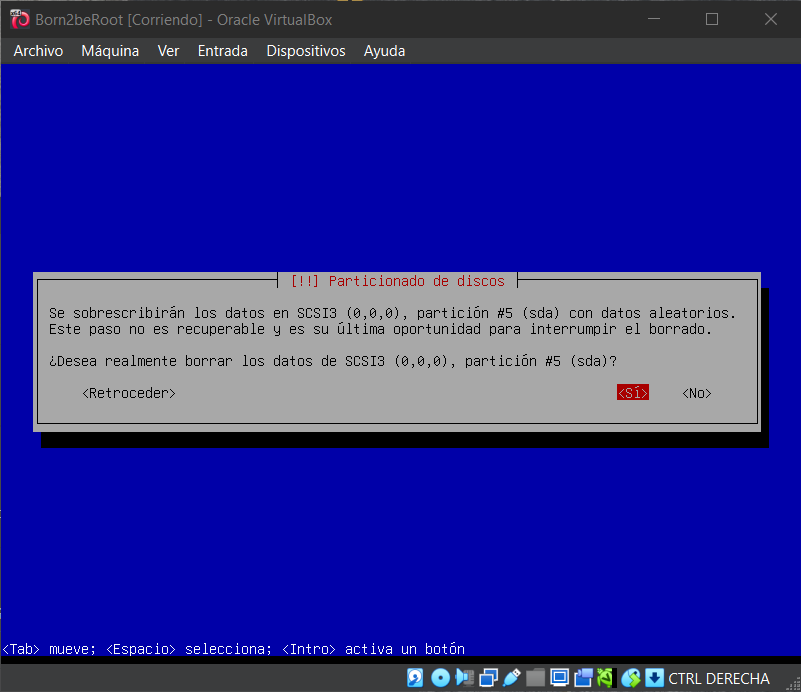 Born2beRoot [Corriendo] - Oracle VirtualBox
Archivo Máquina Ver Entrada Dispositivos Ayuda
[!!] Particionado de discos
Se sobrescribirán los datos en SCSI3 (0,0,0), partición #5 (sda) con datos aleatorios.
Este paso no es recuperable y es su última oportunidad para interrumpir el borrado.
¿Desea realmente borrar los datos de SCSI3 (0,0,0), partición #5 (sda)?
<Retroceder> <Sí> <No>
<Tab> mueve; <Espacio> selecciona; <Intro> activa un botón
CTRL DERECHA